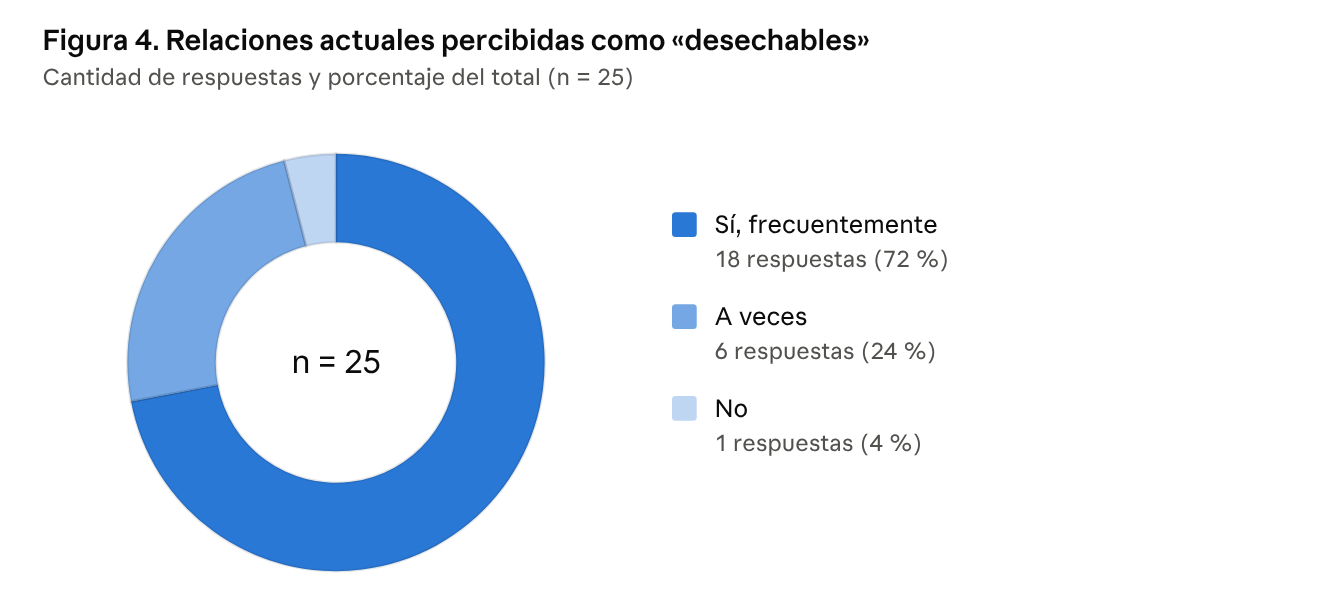 Figura 4. Relaciones actuales percibidas como «desechables»
Cantidad de respuestas y porcentaje del total (n = 25)
n = 25
Sí, frecuentemente
18 respuestas (72 %)
A veces
6 respuestas (24 %)
No
1 respuestas (4 %)